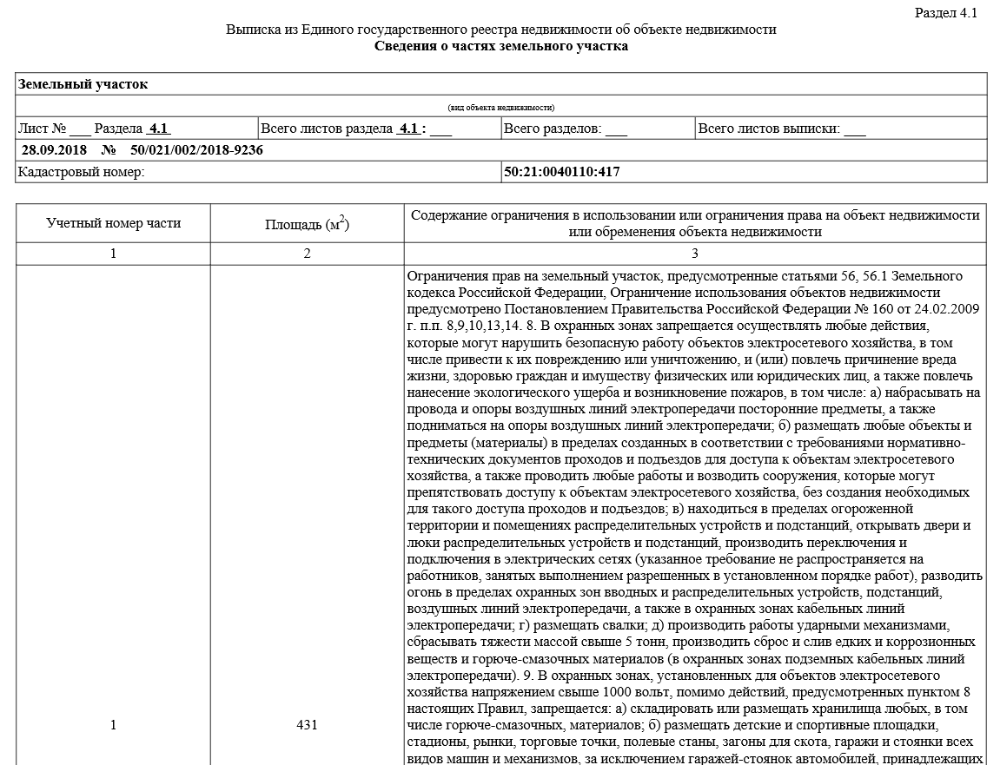 Раздел 4.1
Выписка из Единого государственного реестра недвижимости об объекте недвижимости
Сведения о частях земельного участка
Земельный участок
(вид объекта недвижимости)
Лист № ___ Раздела 4.1 Всего листов раздела 4.1 : ___ Всего разделов: ___ Всего листов выписки: ___
28.09.2018 № 50/021/002/2018-9236
Кадастровый номер: 50:21:0040110:417
Учетный номер части Площадь (м2) Содержание ограничения в использовании или ограничения права на объект недвижимости
или обременения объекта недвижимости
1 2 3
Ограничения прав на земельный участок, предусмотренные статьями 56, 56.1 Земельного
кодекса Российской Федерации, Ограничение использования объектов недвижимости
предусмотрено Постановлением Правительства Российской Федерации № 160 от 24.02.2009
г. п.п. 8,9,10,13,14. 8. В охранных зонах запрещается осуществлять любые действия,
которые могут нарушить безопасную работу объектов электросетевого хозяйства, в том
числе привести к их повреждению или уничтожению, и (или) повлечь причинение вреда
жизни, здоровью граждан и имуществу физических или юридических лиц, а также повлечь
нанесение экологического ущерба и возникновение пожаров, в том числе: а) набрасывать на
провода и опоры воздушных линий электропередачи посторонние предметы, а также
подниматься на опоры воздушных линий электропередачи; б) размещать любые объекты и
предметы (материалы) в пределах созданных в соответствии с требованиями нормативно-
технических документов проходов и подъездов для доступа к объектам электросетевого
хозяйства, а также проводить любые работы и возводить сооружения, которые могут
препятствовать доступу к объектам электросетевого хозяйства, без создания необходимых
для такого доступа проходов и подъездов; в) находиться в пределах огороженной
территории и помещениях распределительных устройств и подстанций, открывать двери и
люки распределительных устройств и подстанций, производить переключения и
подключения в электрических сетях (указанное требование не распространяется на
работников, занятых выполнением разрешенных в установленном порядке работ), разводить
огонь в пределах охранных зон вводных и распределительных устройств, подстанций,
воздушных линий электропередачи, а также в охранных зонах кабельных линий
электропередачи; г) размещать свалки; д) производить работы ударными механизмами,
сбрасывать тяжести массой свыше 5 тонн, производить сброс и слив едких и коррозионных
веществ и горюче-смазочных материалов (в охранных зонах подземных кабельных линий
электропередачи). 9. В охранных зонах, установленных для объектов электросетевого
хозяйства напряжением свыше 1000 вольт, помимо действий, предусмотренных пунктом 8
настоящих Правил, запрещается: а) складировать или размещать хранилища любых, в том
1 431 числе горюче-смазочных, материалов; б) размещать детские и спортивные площадки,
стадионы, рынки, торговые точки, полевые станы, загоны для скота, гаражи и стоянки всех
видов машин и механизмов, за исключением гаражей-стоянок автомобилей, принадлежащих